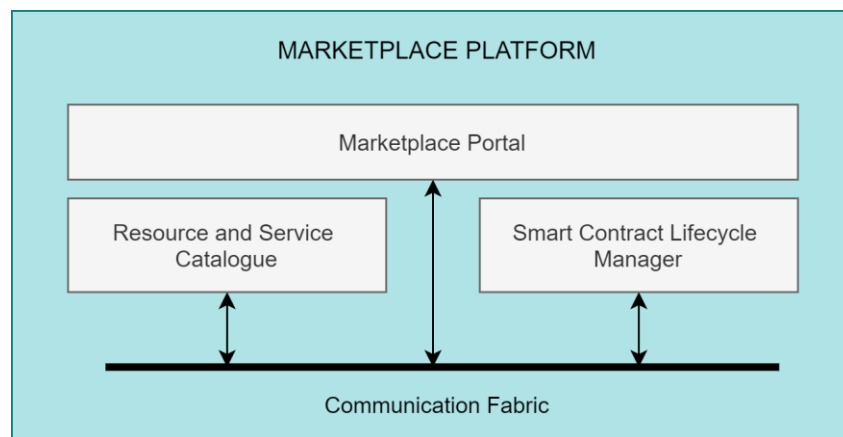 MARKETPLACE PLATFORM
Marketplace Portal
Resource and Service
Catalogue
Smart Contract Lifecycle
Manager
Communication Fabric